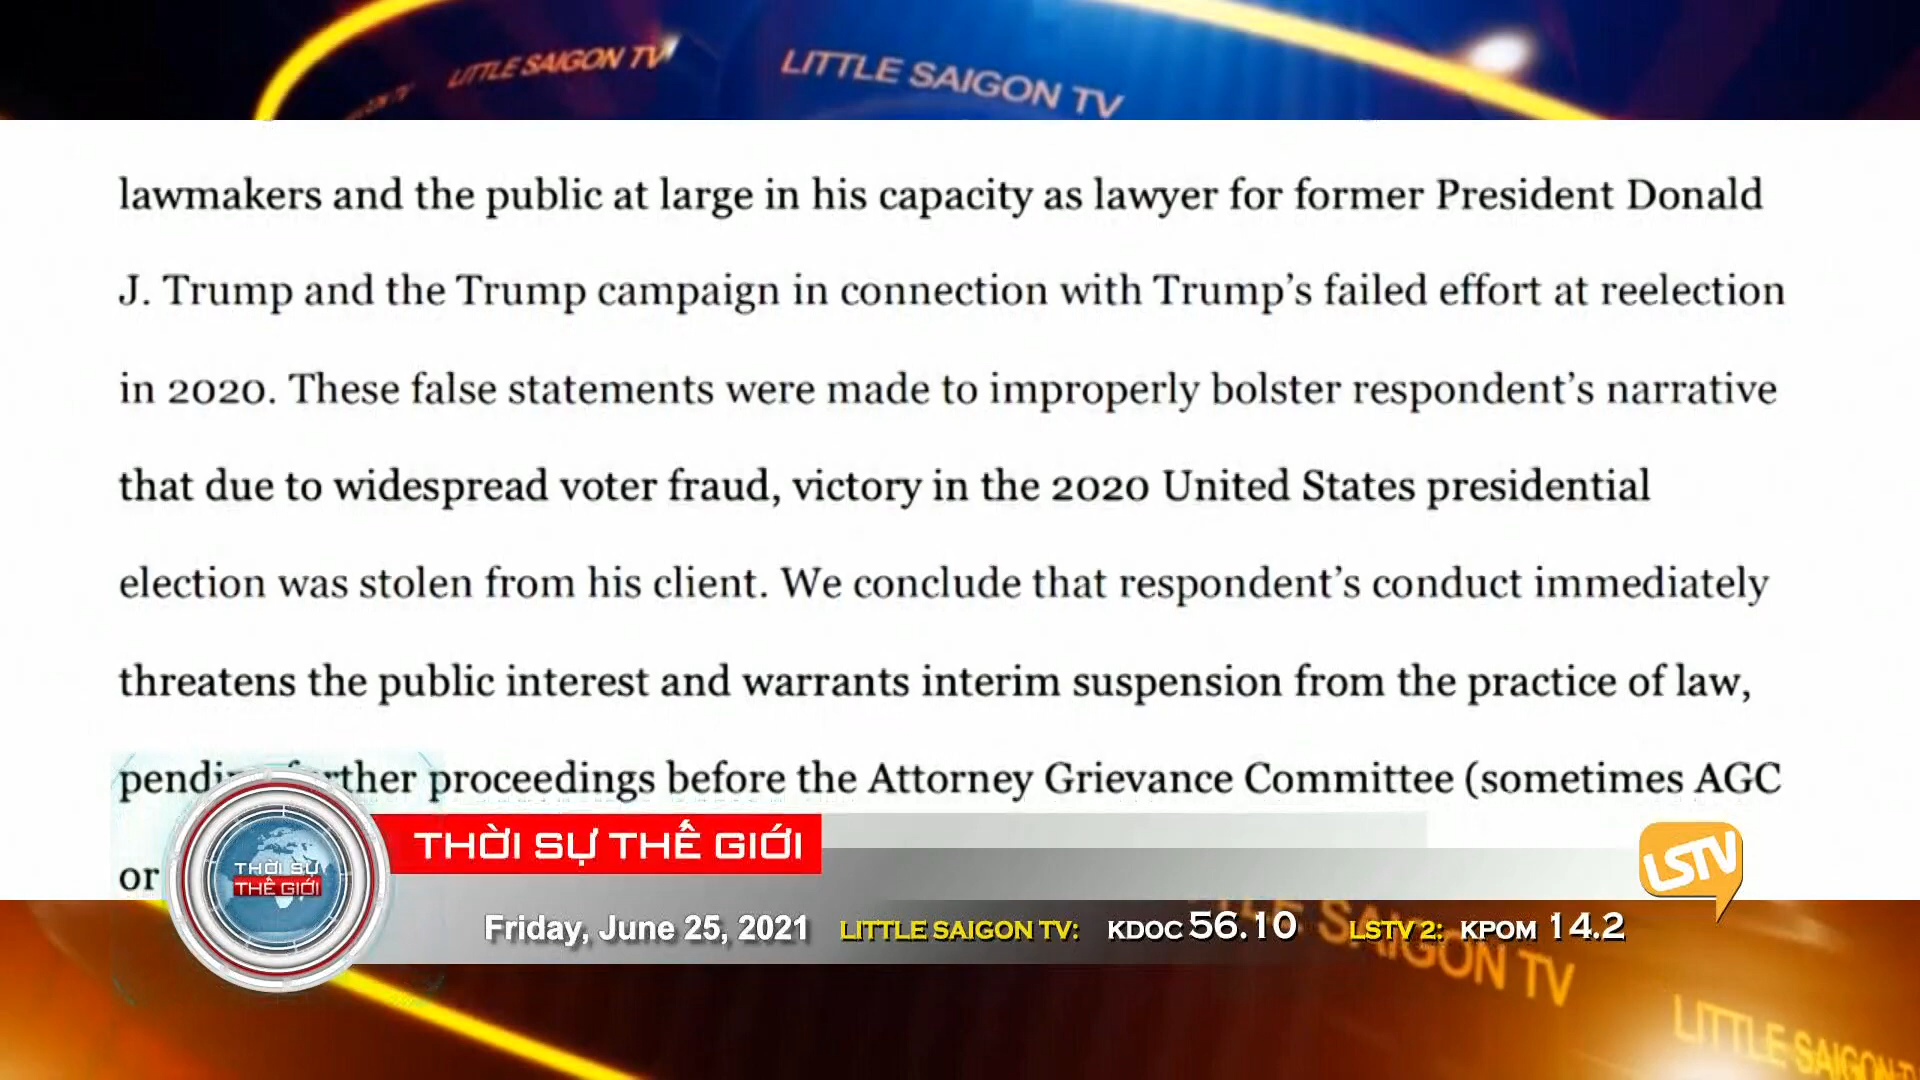 LITTLE SAIGON TV
LITTLE SAIGON TV
lawmakers and the public at large in his capacity as lawyer for former President Donald
J. Trump and the Trump campaign in connection with Trump’s failed effort at reelection
in 2020. These false statements were made to improperly bolster respondent’s narrative
that due to widespread voter fraud, victory in the 2020 United States presidential
election was stolen from his client. We conclude that respondent’s conduct immediately
threatens the public interest and warrants interim suspension from the practice of law,
proceedings before the Attorney Grievance Committee (sometimes AGC
or
THỜI SỰ THẾ GIỚI
THỜI SỰ
THẾ GIỚI
LSTV
Friday, June 25, 2021 LITTLE SAIGON TV: KDOC 56.10 LSTV 2: KPOM 14.2
SAIGON TV
LITTLE SAIGON TV